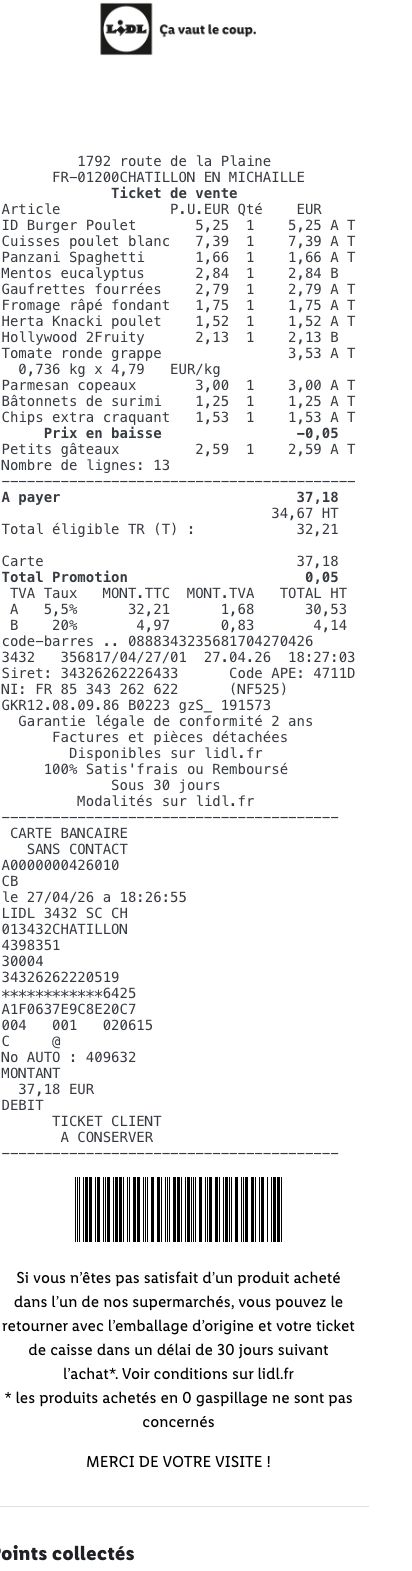 LIDL Ça vaut le coup.
1792 route de la Plaine
FR-01200CHATILLON EN MICHAILLE
Ticket de vente
Article P.U.EUR Qté EUR
ID Burger Poulet 5,25 1 5,25 A T
Cuisses poulet blanc 7,39 1 7,39 A T
Panzani Spaghetti 1,66 1 1,66 A T
Mentos eucalyptus 2,84 1 2,84 B
Gaufrettes fourrées 2,79 1 2,79 A T
Fromage râpé fondant 1,75 1 1,75 A T
Herta Knacki poulet 1,52 1 1,52 A T
Hollywood 2Fruity 2,13 1 2,13 B
Tomate ronde grappe 3,53 A T
0,736 kg x 4,79 EUR/kg
Parmesan copeaux 3,00 1 3,00 A T
Bâtonnets de surimi 1,25 1 1,25 A T
Chips extra craquant 1,53 1 1,53 A T
Prix en baisse -0,05
Petits gâteaux 2,59 1 2,59 A T
Nombre de lignes: 13
A payer 37,18
34,67 HT
Total éligible TR (T) : 32,21
Carte 37,18
Total Promotion 0,05
TVA Taux MONT.TTC MONT.TVA TOTAL HT
A 5,5% 32,21 1,68 30,53
B 20% 4,97 0,83 4,14
code-barres .. 0888343235681704270426
3432 356817/04/27/01 27.04.26 18:27:03
Siret: 34326262226433 Code APE: 4711D
NI: FR 85 343 262 622 (NF525)
GKR12.08.09.86 B0223 gzS_ 191573
Garantie légale de conformité 2 ans
Factures et pièces détachées
Disponibles sur lidl.fr
100% Satis'frais ou Remboursé
Sous 30 jours
Modalités sur lidl.fr
CARTE BANCAIRE
SANS CONTACT
A0000000426010
CB
le 27/04/26 a 18:26:55
LIDL 3432 SC CH
013432CHATILLON
4398351
30004
34326262220519
************6425
A1F0637E9C8E20C7
004 001 020615
C @
No AUTO : 409632
MONTANT
37,18 EUR
DEBIT
TICKET CLIENT
A CONSERVER
Si vous n'êtes pas satisfait d'un produit acheté
dans l'un de nos supermarchés, vous pouvez le
retourner avec l'emballage d'origine et votre ticket
de caisse dans un délai de 30 jours suivant
l'achat*. Voir conditions sur lidl.fr
* les produits achetés en 0 gaspillage ne sont pas
concernés
MERCI DE VOTRE VISITE !
oints collectés